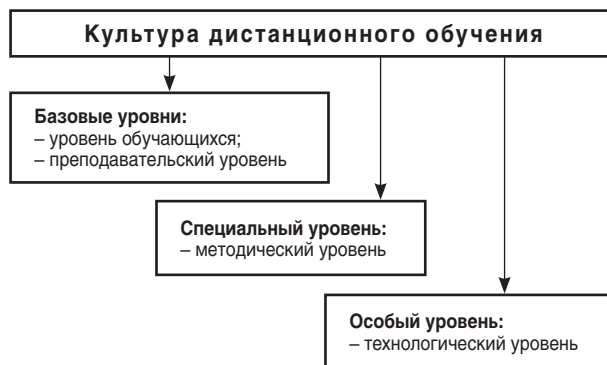 Культура дистанционного обучения
Базовые уровни:
– уровень обучающихся;
– преподавательский уровень
Специальный уровень:
– методический уровень
Особый уровень:
– технологический уровень